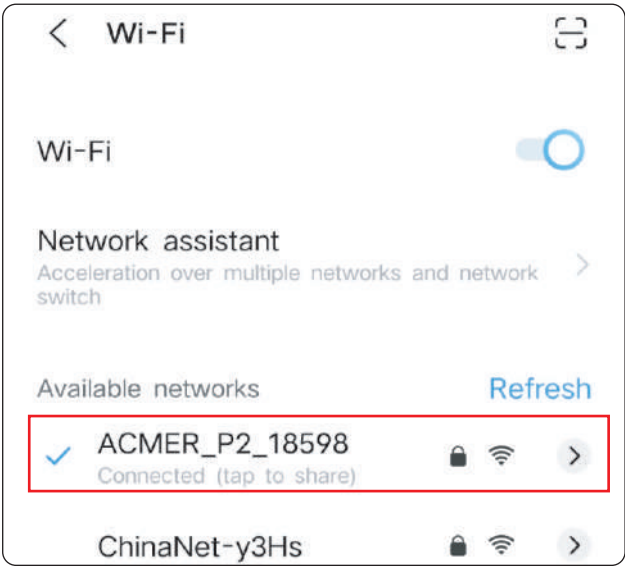 Wi-Fi
Wi-Fi
Network assistant
Acceleration over multiple networks and network
switch
Available networks Refresh
ACMER_P2_18598
Connected (tap to share)
ChinaNet-y3Hs